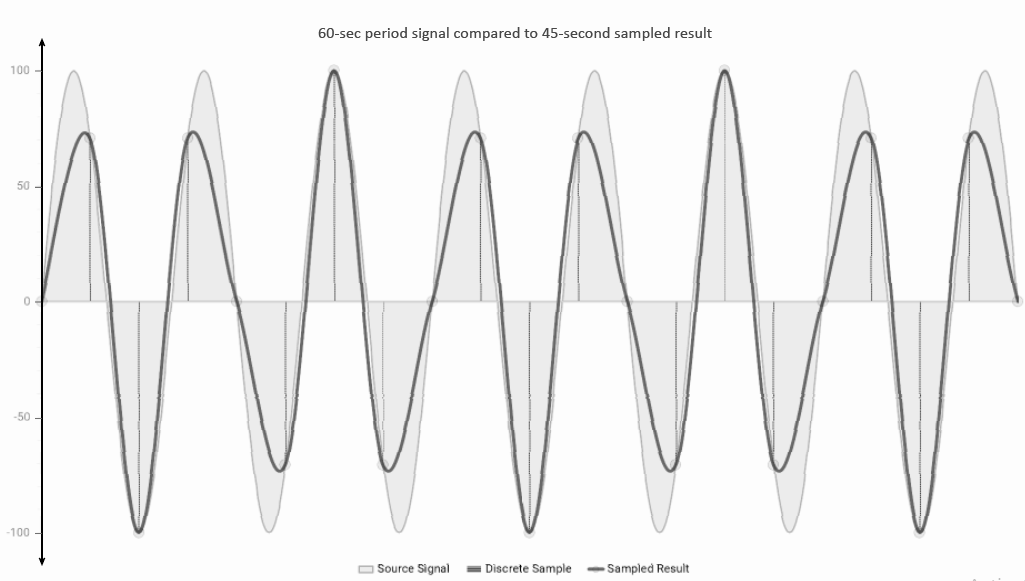 60-sec period signal compared to 45-second sampled result
100
50
0
-50
-100
Source Signal Discrete Sample Sampled Result